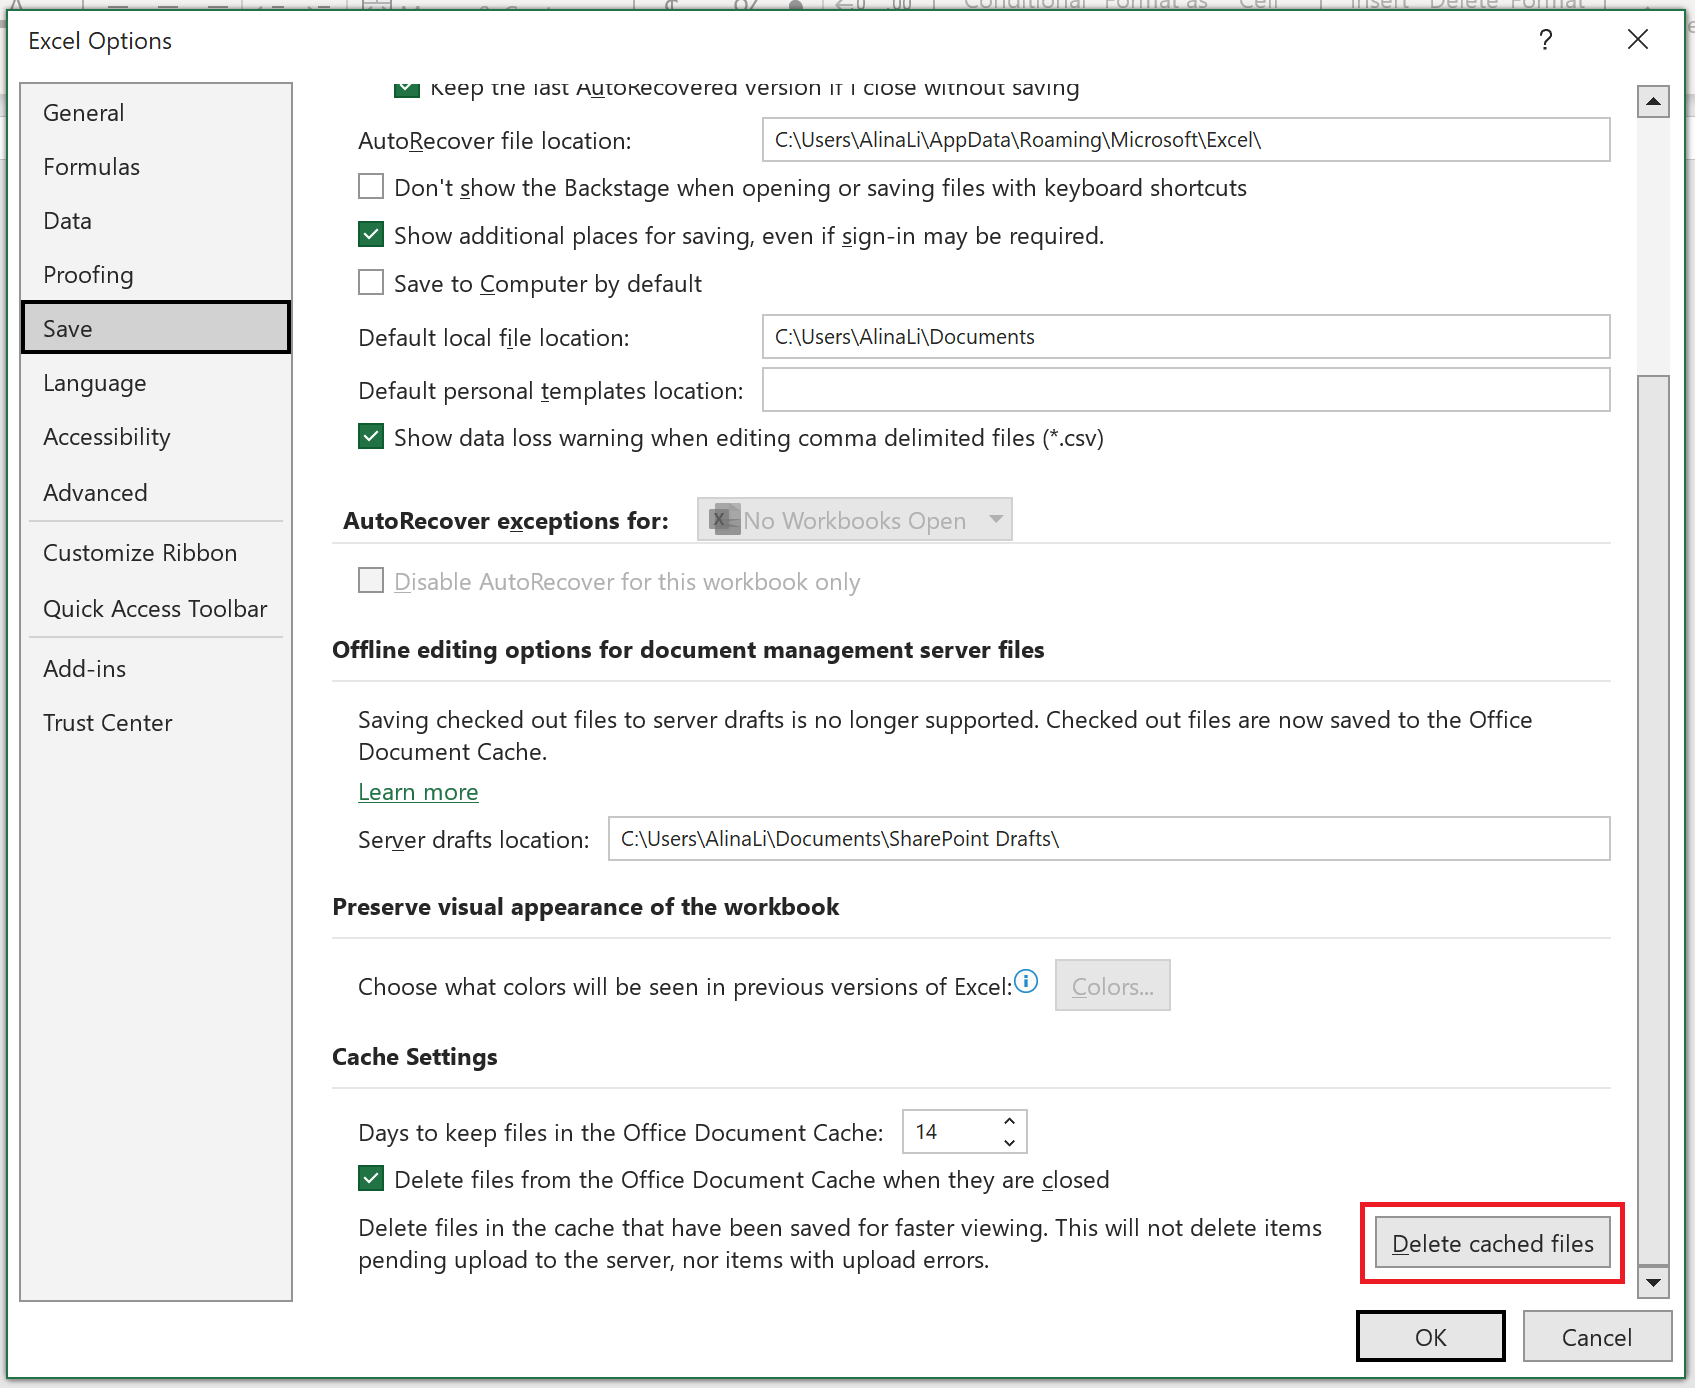 Conditional Format as Cell Insert Delete Format
Excel Options
?
General
Formulas
Data
Proofing
Save
Language
Accessibility
Advanced
Customize Ribbon
Quick Access Toolbar
Add-ins
Trust Center
Keep the last AutoRecovered version if I close without saving
AutoRecover file location: C:\Users\AlinaLi\AppData\Roaming\Microsoft\Excel\
Don't show the Backstage when opening or saving files with keyboard shortcuts
Show additional places for saving, even if sign-in may be required.
Save to Computer by default
Default local file location: C:\Users\AlinaLi\Documents
Default personal templates location:
Show data loss warning when editing comma delimited files (*.csv)
AutoRecover exceptions for: No Workbooks Open
Disable AutoRecover for this workbook only
Offline editing options for document management server files
Saving checked out files to server drafts is no longer supported. Checked out files are now saved to the Office
Document Cache.
Learn more
Server drafts location: C:\Users\AlinaLi\Documents\SharePoint Drafts\
Preserve visual appearance of the workbook
Choose what colors will be seen in previous versions of Excel: Colors...
Cache Settings
Days to keep files in the Office Document Cache: 14
Delete files from the Office Document Cache when they are closed
Delete files in the cache that have been saved for faster viewing. This will not delete items
pending upload to the server, nor items with upload errors.
Delete cached files
OK Cancel